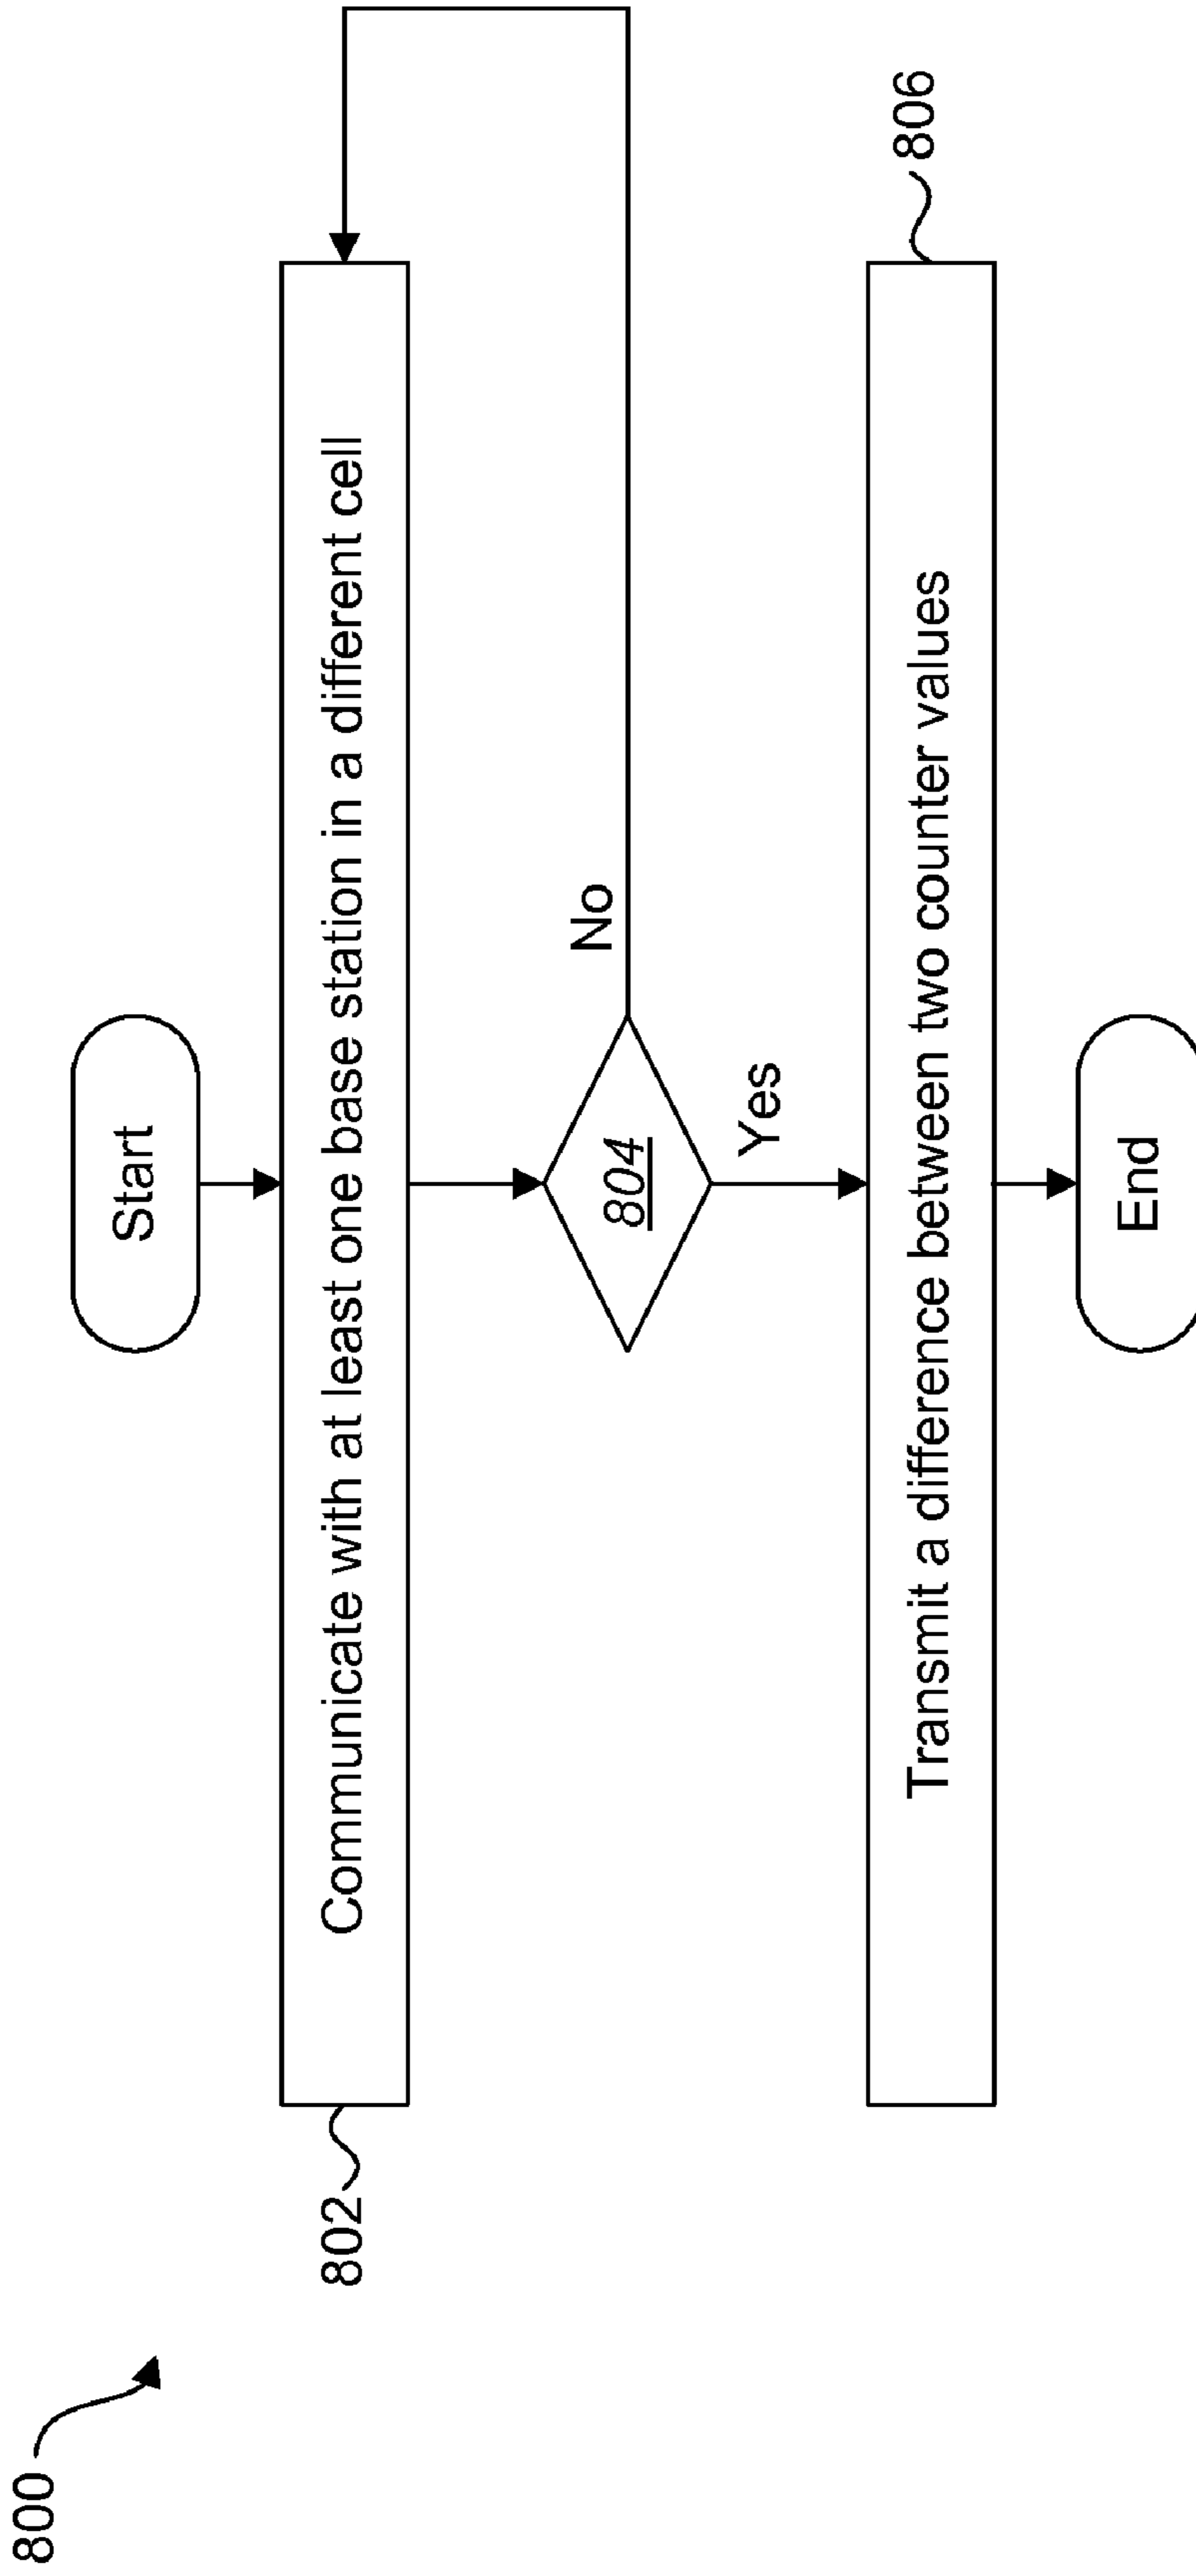 800
Start
802
Communicate with at least one base station in a different cell
804
No
Yes
Transmit a difference between two counter values
806
End